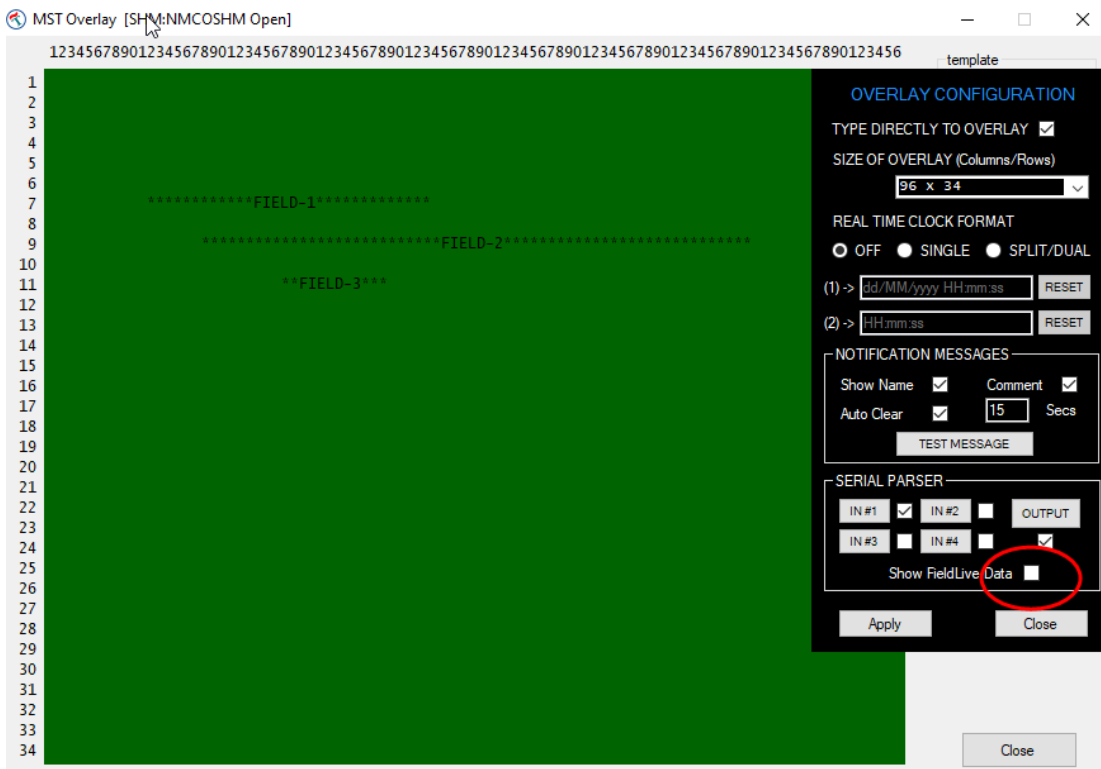 MST Overlay [SHM:NMCOSHM Open]
123456789012345678901234567890123456789012345678901234567890123456789012345678901234567890123456
template
1
2
3
4
5
6
7
************FIELD-1*************
8
9
***************************FIELD-2****************************
10
11
**FIELD-3***
12
13
14
15
16
17
18
19
20
21
22
23
24
25
26
27
28
29
30
31
32
33
34
OVERLAY CONFIGURATION
TYPE DIRECTLY TO OVERLAY
SIZE OF OVERLAY (Columns/Rows)
96 x 34
REAL TIME CLOCK FORMAT
OFF SINGLE SPLIT/DUAL
(1) -> dd/MM/yyyy HH:mm:ss RESET
(2) -> HH:mm:ss RESET
NOTIFICATION MESSAGES
Show Name Comment
Auto Clear 15 Secs
TEST MESSAGE
SERIAL PARSER
IN #1 IN #2 OUTPUT
IN #3 IN #4
Show FieldLive Data
Apply Close
Close